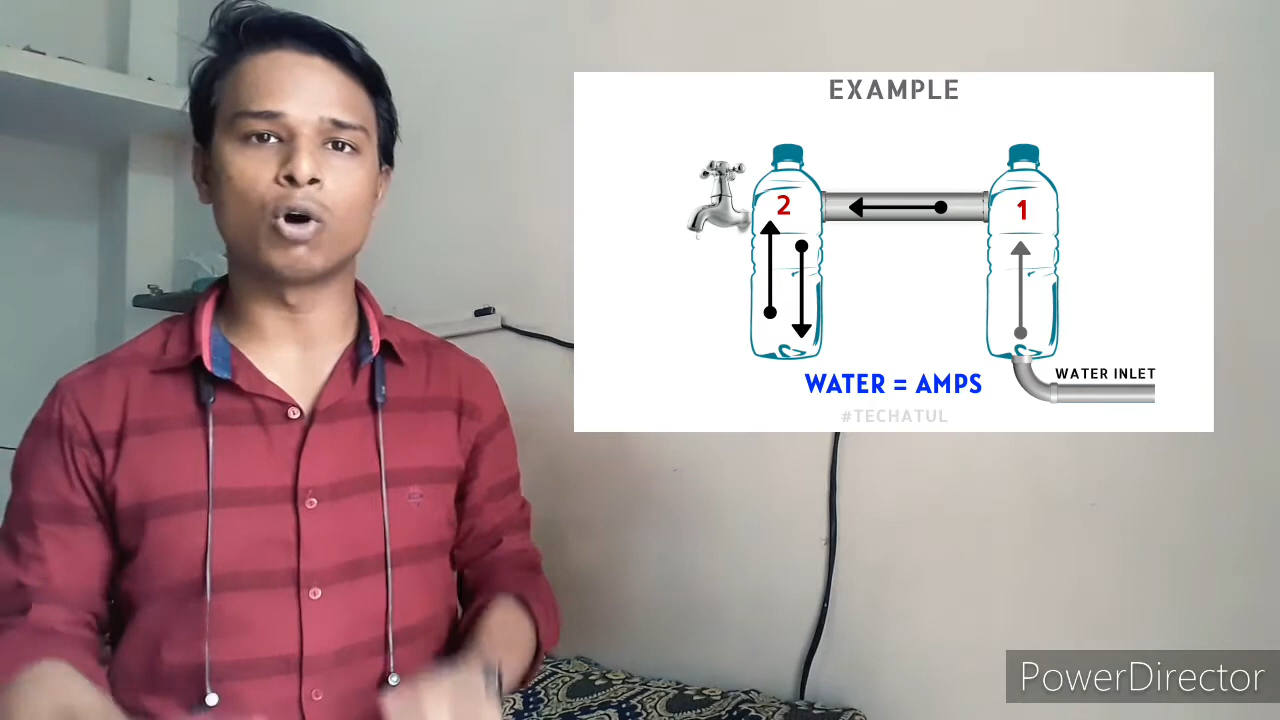 EXAMPLE
2
1
WATER INLET
WATER = AMPS
#TECHATUL
PowerDirector